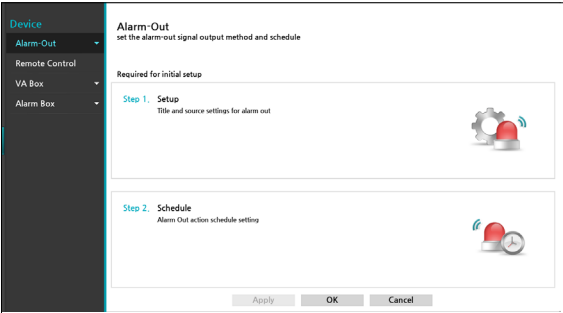 Device
Alarm-Out
Remote Control
VA Box
Alarm Box
Alarm-Out
set the alarm-out signal output method and schedule
Required for initial setup
Step 1. Setup
Title and source settings for alarm out
Step 2. Schedule
Alarm Out action schedule setting
Apply OK Cancel